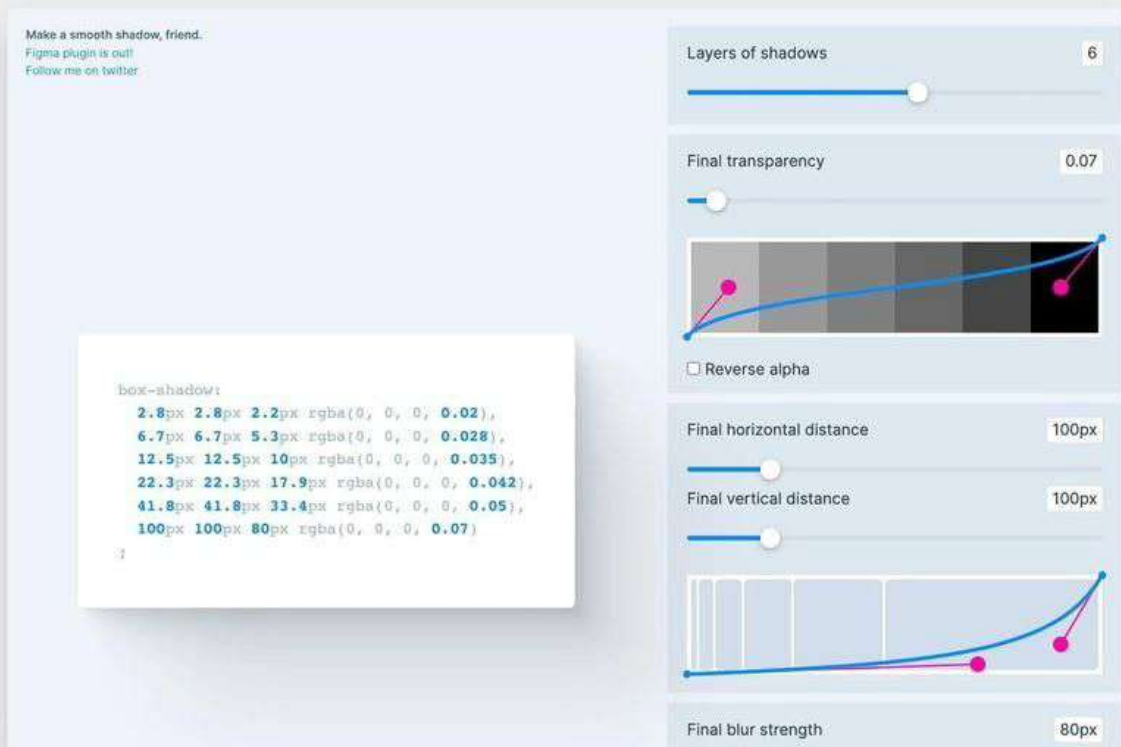 Make a smooth shadow, friend.
Figma plugin is out!
Follow me on twitter
box-shadow:
2.8px 2.8px 2.2px rgba(0, 0, 0, 0.02),
6.7px 6.7px 5.3px rgba(0, 0, 0, 0.028),
12.5px 12.5px 10px rgba(0, 0, 0, 0.035),
22.3px 22.3px 17.9px rgba(0, 0, 0, 0.042),
41.8px 41.8px 33.4px rgba(0, 0, 0, 0.05),
100px 100px 80px rgba(0, 0, 0, 0.07)
;
Layers of shadows 6
Final transparency 0.07
Reverse alpha
Final horizontal distance 100px
Final vertical distance 100px
Final blur strength 80px